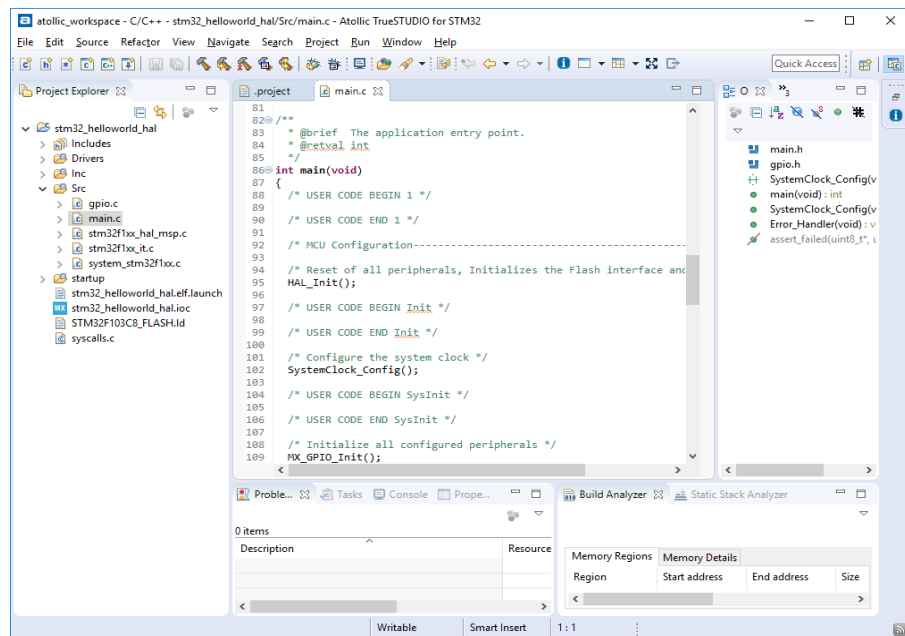 atollic_workspace - C/C++ - stm32_helloworld_hal/Src/main.c - Atollic TrueSTUDIO for STM32
File Edit Source Refactor View Navigate Search Project Run Window Help
Quick Access
Project Explorer
stm32_helloworld_hal
Includes
Drivers
Inc
Src
gpio.c
main.c
stm32f1xx_hal_msp.c
stm32f1xx_it.c
system_stm32f1xx.c
startup
stm32_helloworld_hal.elf.launch
MX stm32_helloworld_hal.ioc
STM32F103C8_FLASH.ld
syscalls.c
.project main.c
81
82 /**
83 * @brief The application entry point.
84 * @retval int
85 */
86 int main(void)
87 {
88 /* USER CODE BEGIN 1 */
89
90 /* USER CODE END 1 */
91
92 /* MCU Configuration----------------------------------------
93
94 /* Reset of all peripherals, Initializes the Flash interface and
95 HAL_Init();
96
97 /* USER CODE BEGIN Init */
98
99 /* USER CODE END Init */
100
101 /* Configure the system clock */
102 SystemClock_Config();
103
104 /* USER CODE BEGIN SysInit */
105
106 /* USER CODE END SysInit */
107
108 /* Initialize all configured peripherals */
109 MX_GPIO_Init();
O »3
main.h
gpio.h
SystemClock_Config(v
main(void) : int
SystemClock_Config(v
Error_Handler(void) : v
assert_failed(uint8_t*, u
Proble... Tasks Console Prope...
0 items
Description Resource
Build Analyzer Static Stack Analyzer
Memory Regions Memory Details
Region Start address End address Size
Writable Smart Insert 1 : 1